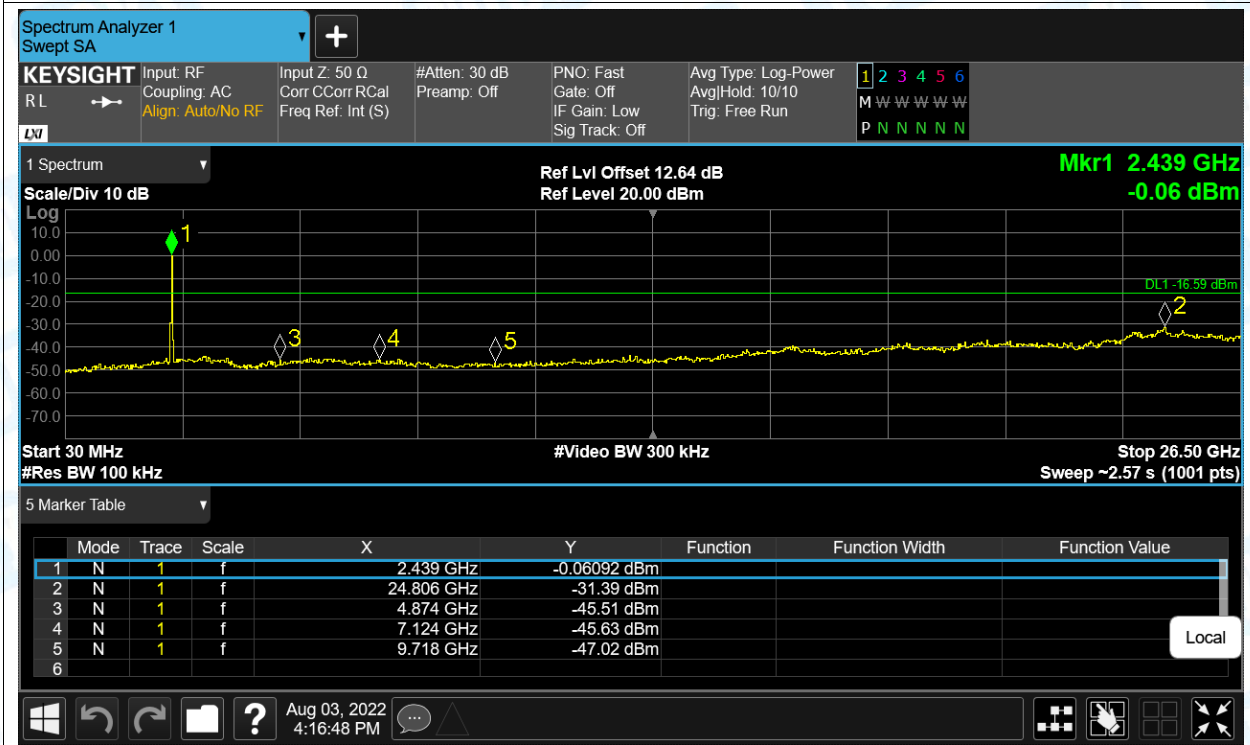 Spectrum Analyzer 1
Swept SA
+
KEYSIGHT
R L
LXI
Input: RF
Coupling: AC
Align: Auto/No RF
Input Z: 50 Ω
Corr CCorr RCal
Freq Ref: Int (S)
#Atten: 30 dB
Preamp: Off
PNO: Fast
Gate: Off
IF Gain: Low
Sig Track: Off
Avg Type: Log-Power
Avg|Hold: 10/10
Trig: Free Run
1 2 3 4 5 6
M W W W W W
P N N N N N
1 Spectrum
Scale/Div 10 dB
Ref Lvl Offset 12.64 dB
Ref Level 20.00 dBm
Mkr1 2.439 GHz
-0.06 dBm
Log
10.0
0.00
-10.0
-20.0
-30.0
-40.0
-50.0
-60.0
-70.0
1
DL1 -16.59 dBm
2
3
4
5
Start 30 MHz
#Video BW 300 kHz
Stop 26.50 GHz
#Res BW 100 kHz
Sweep ~2.57 s (1001 pts)
5 Marker Table
Mode Trace Scale X Y Function Function Width Function Value
1 N 1 f 2.439 GHz -0.06092 dBm
2 N 1 f 24.806 GHz -31.39 dBm
3 N 1 f 4.874 GHz -45.51 dBm
4 N 1 f 7.124 GHz -45.63 dBm
5 N 1 f 9.718 GHz -47.02 dBm
6
Local
?
Aug 03, 2022
4:16:48 PM